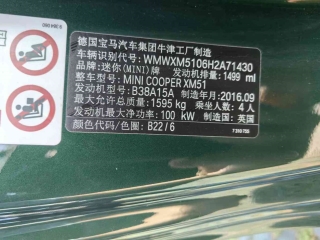 德国宝马汽车集团牛津工厂制造
车辆识别代号: WMWXM5106H2A71430
品牌: 迷你(MINI)牌 发动机排量: 1499 ml
整车型号: MINI COOPER XM51
发动机型号: B38A15A 制造年月: 2016.09
最大允许总质量: 1595 kg 乘坐人数: 4 人
发动机最大净功率: 100 kW 制造国: 英国
颜色代码/色圈: B22/6